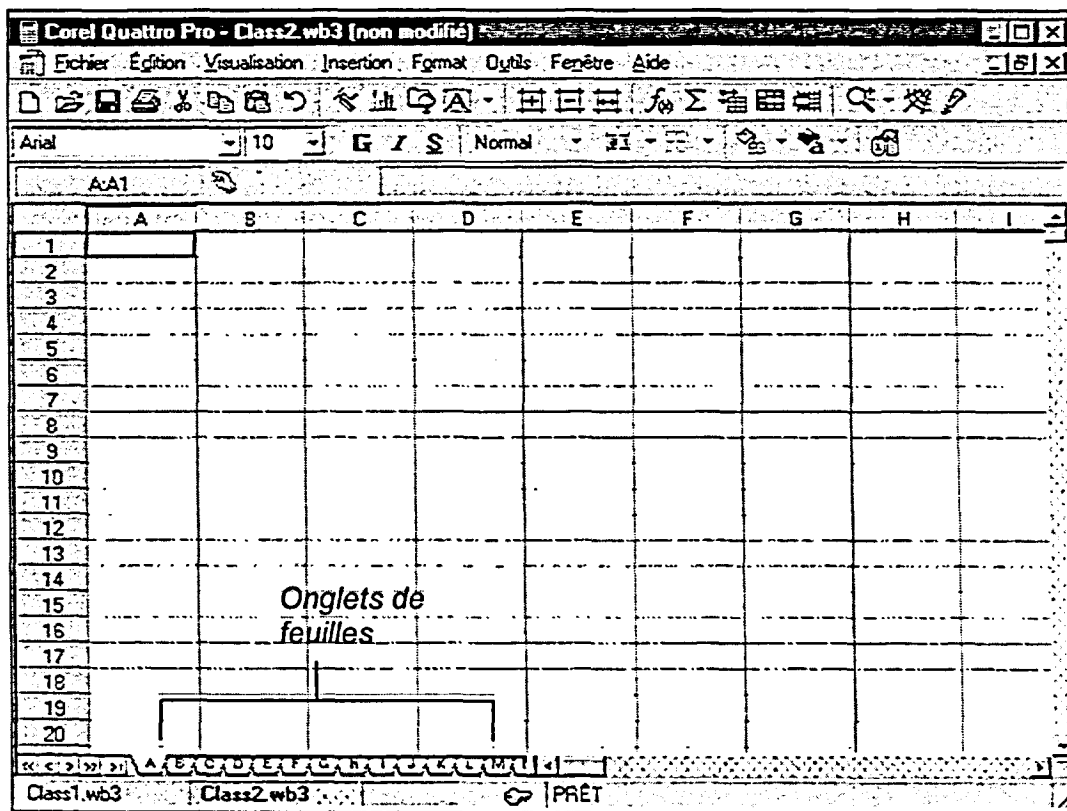 Corel Quattro Pro - Class2.wb3 (non modifié)
Fichier Édition Visualisation Insertion Format Outils Fenêtre Aide
Arial 10 G I S Normal
A:A1
A B C D E F G H I
1
2
3
4
5
6
7
8
9
10
11
12
13
14
15
16
17
18
19
20
Onglets de
feuilles
A B C D E F G H I J K L M
Class1.wb3 Class2.wb3 PRÊT